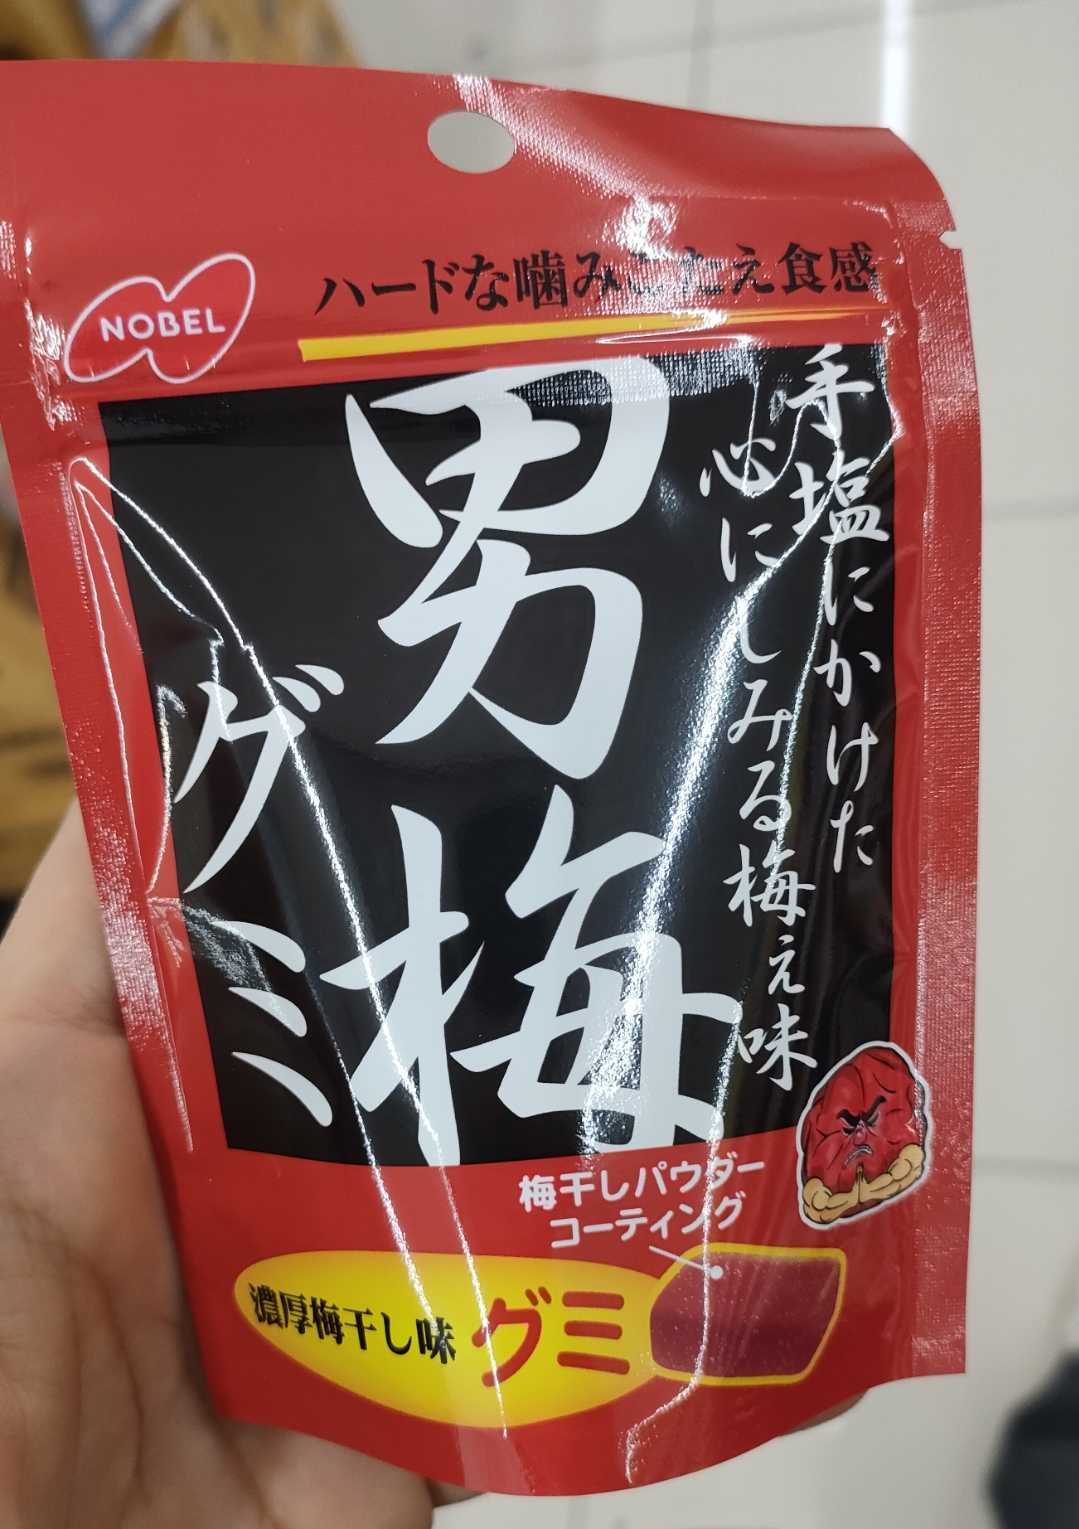 NOBEL
ハードな噛みごたえ食感
手塩にかけた
心にしみる梅ぇ味
男梅
グミ
梅干しパウダー
コーティング
濃厚梅干し味 グミ